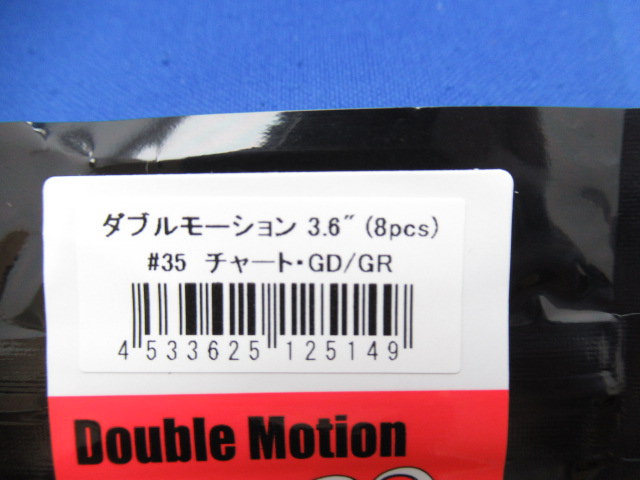 ダブルモーション 3.6" (8pcs)
#35 チャート・GD/GR
4 533625 125149
Double Motion